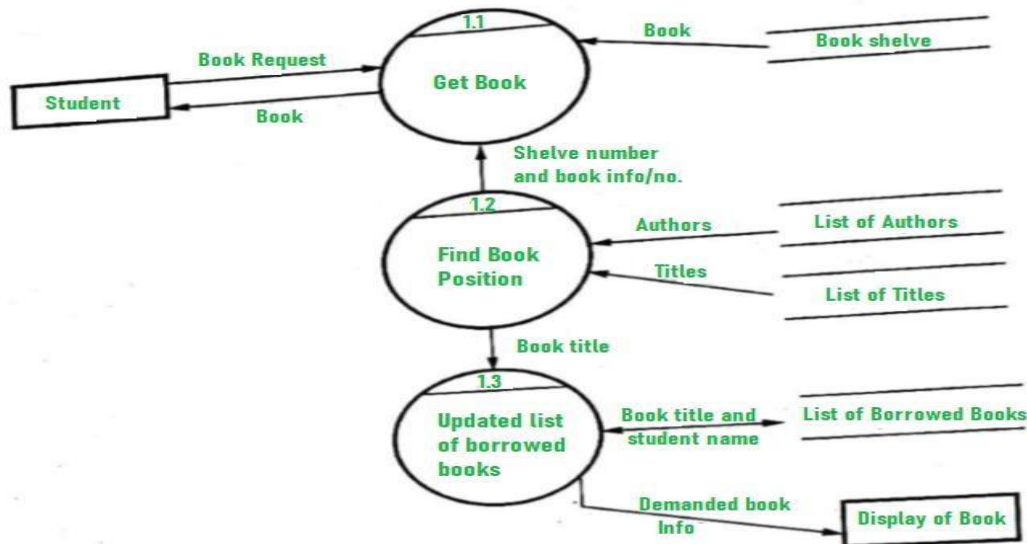 1.1
Book
Book shelve
Book Request
Get Book
Student
Book
Shelve number
and book info/no.
1.2
Authors
List of Authors
Find Book
Position
Titles
List of Titles
Book title
1.3
Updated list
of borrowed
books
Book title and
student name
List of Borrowed Books
Demanded book
Info
Display of Book